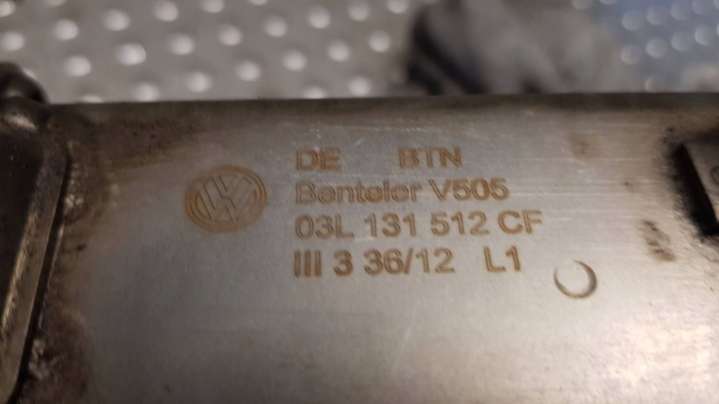 DE BTN
Benteler V505
03L 131 512 CF
III 3 36/12 L1